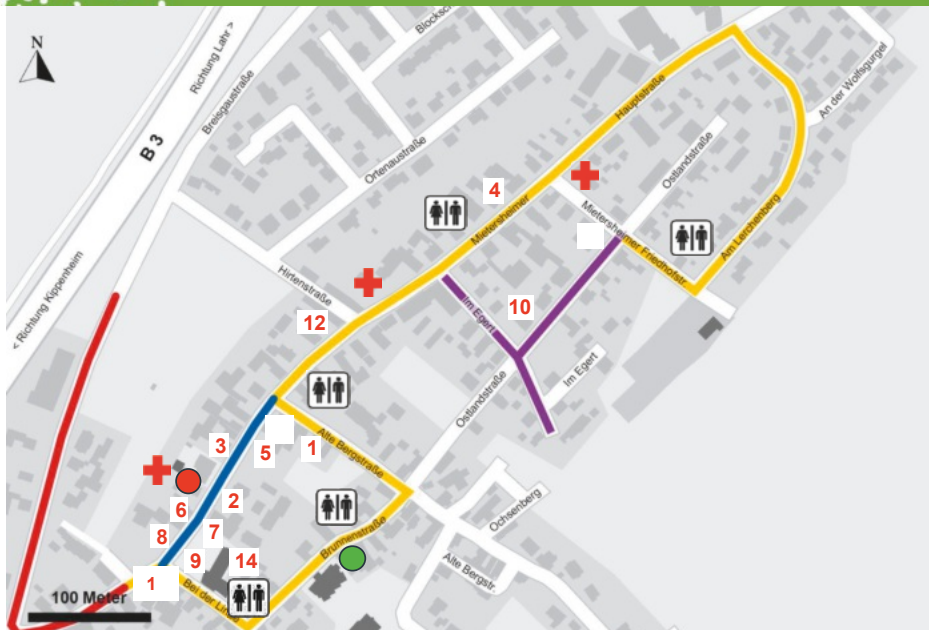 N
B 3
Richtung Lahr >
< Richtung Kippenheim
Breisgaustraße
Blocksch
Ortenaustraße
Hirtenstraße
Mietersheimer
Hauptstraße
Ostlandstraße
An der Wolfsgurgel
Mietersheimer Friedhofstr.
Am Lerchenberg
4
10
12
Im Egert
Im Egert
Ostlandstraße
3
5
1
Alte Bergstraße
6
2
8
7
9
14
1
Brunnenstraße
Ochsenberg
Alte Bergstr.
Bei der Linde
100 Meter